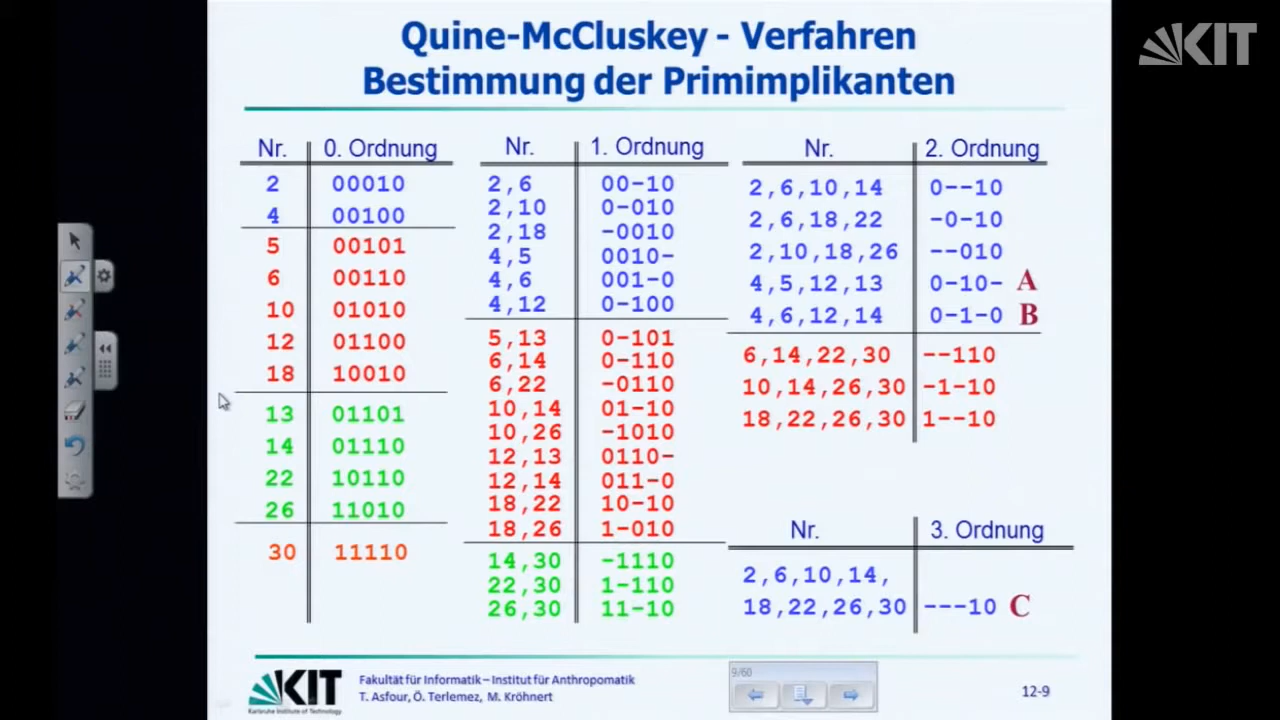 Quine-McCluskey - Verfahren
Bestimmung der Primimplikanten
KIT
Nr. 0. Ordnung
2 00010
4 00100
5 00101
6 00110
10 01010
12 01100
18 10010
13 01101
14 01110
22 10110
26 11010
30 11110
Nr. 1. Ordnung
2,6 00-10
2,10 0-010
2,18 -0010
4,5 0010-
4,6 001-0
4,12 0-100
5,13 0-101
6,14 0-110
6,22 -0110
10,14 01-10
10,26 -1010
12,13 0110-
12,14 011-0
18,22 10-10
18,26 1-010
14,30 -1110
22,30 1-110
26,30 11-10
Nr. 2. Ordnung
2,6,10,14 0--10
2,6,18,22 -0-10
2,10,18,26 --010
4,5,12,13 0-10- A
4,6,12,14 0-1-0 B
6,14,22,30 --110
10,14,26,30 -1-10
18,22,26,30 1--10
Nr. 3. Ordnung
2,6,10,14,
18,22,26,30 ---10 C
KIT
Karlsruhe Institute of Technology
Fakultät für Informatik – Institut für Anthropomatik
T. Asfour, Ö. Terlemez, M. Kröhnert
9/60
12-9